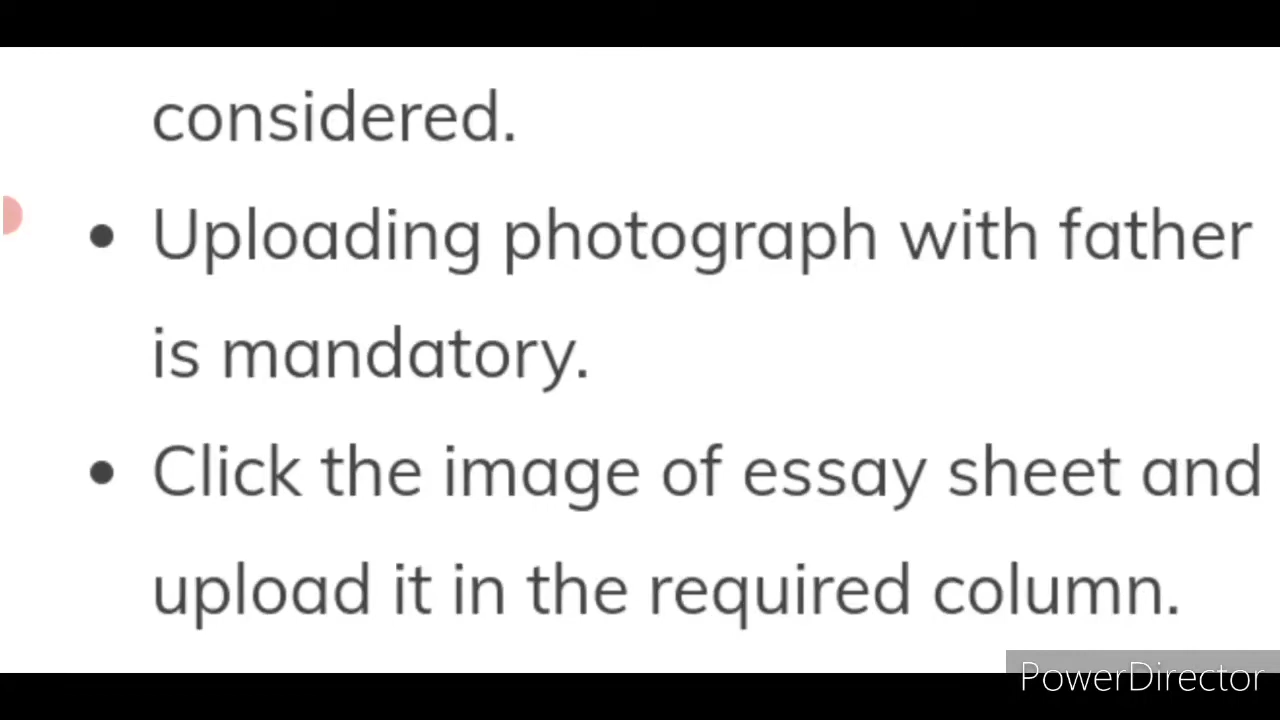 considered.
• Uploading photograph with father
is mandatory.
• Click the image of essay sheet and
upload it in the required column.
PowerDirector